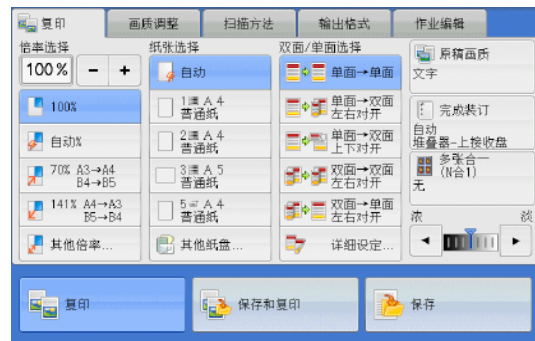 复印
画质调整
扫描方法
输出格式
作业编辑
倍率选择
100%
-
+
100%
自动%
70% A3→A4
B4→B5
141% A4→A3
B5→B4
其他倍率...
纸张选择
自动
1 A4
普通纸
2 A4
普通纸
3 A5
普通纸
5 A4
普通纸
其他纸盘...
双面/单面选择
单面→单面
单面→双面
左右对开
单面→双面
上下对开
双面→双面
左右对开
双面→单面
左右对开
详细设定...
原稿画质
文字
完成装订
自动
堆叠器-上接收盘
多张合一
(N合1)
无
浓
淡
复印
保存和复印
保存